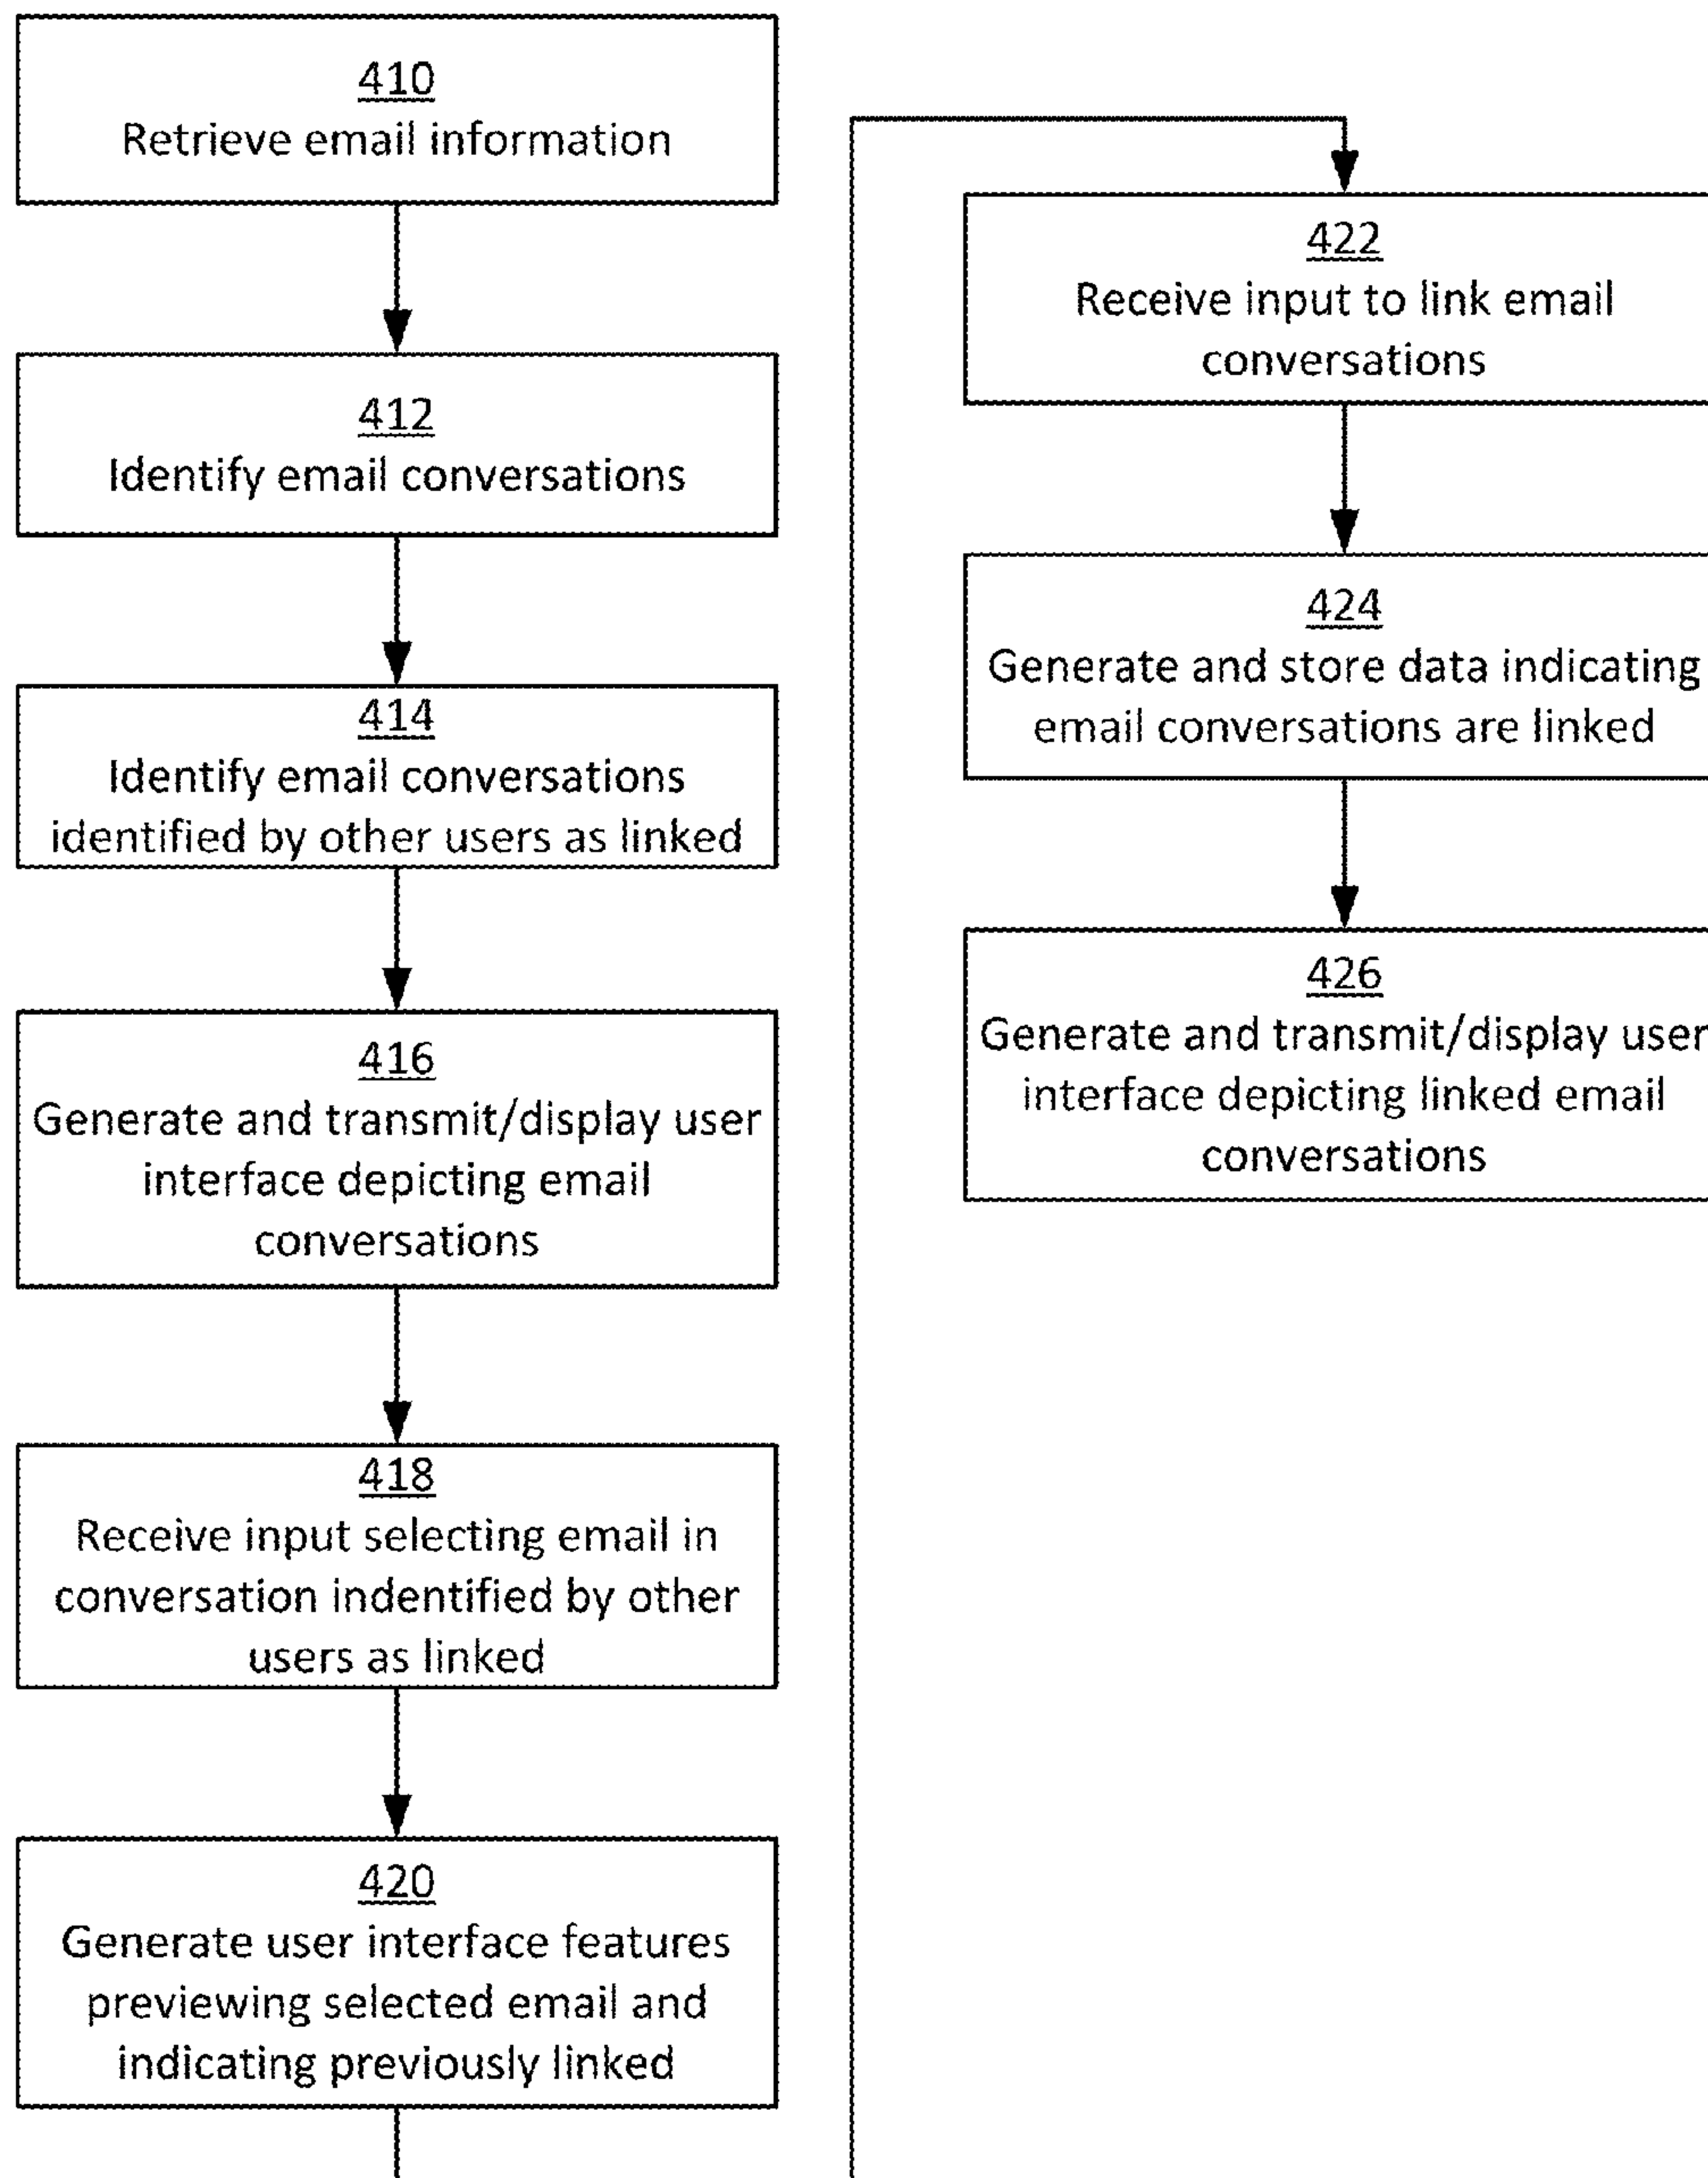 410
Retrieve email information
412
Identify email conversations
414
Identify email conversations
identified by other users as linked
416
Generate and transmit/display user
interface depicting email
conversations
418
Receive input selecting email in
conversation indentified by other
users as linked
420
Generate user interface features
previewing selected email and
indicating previously linked
422
Receive input to link email
conversations
424
Generate and store data indicating
email conversations are linked
426
Generate and transmit/display user
interface depicting linked email
conversations